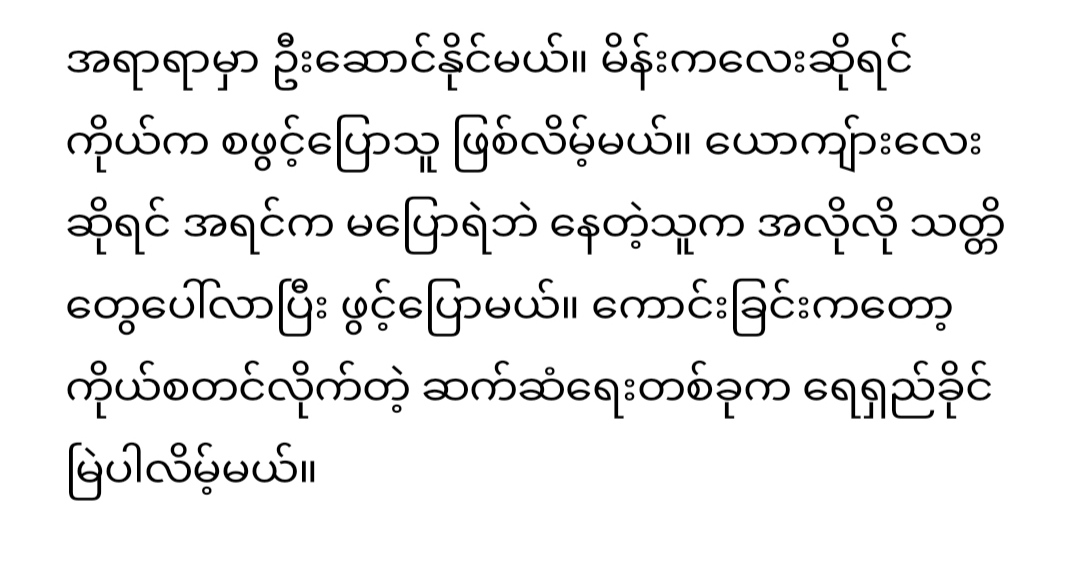 အရာရာမှာ ဦးဆောင်နိုင်မယ်။ မိန်းကလေးဆိုရင်
ကိုယ်က စဖွင့်ပြောသူ ဖြစ်လိမ့်မယ်။ ယောကျာ်းလေး
ဆိုရင် အရင်က မပြောရဲဘဲ နေတဲ့သူက အလိုလို သတ္တိ
တွေပေါ်လာပြီး ဖွင့်ပြောမယ်။ ကောင်းခြင်းကတော့
ကိုယ်စတင်လိုက်တဲ့ ဆက်ဆံရေးတစ်ခုက ရေရှည်ခိုင်
မြဲပါလိမ့်မယ်။